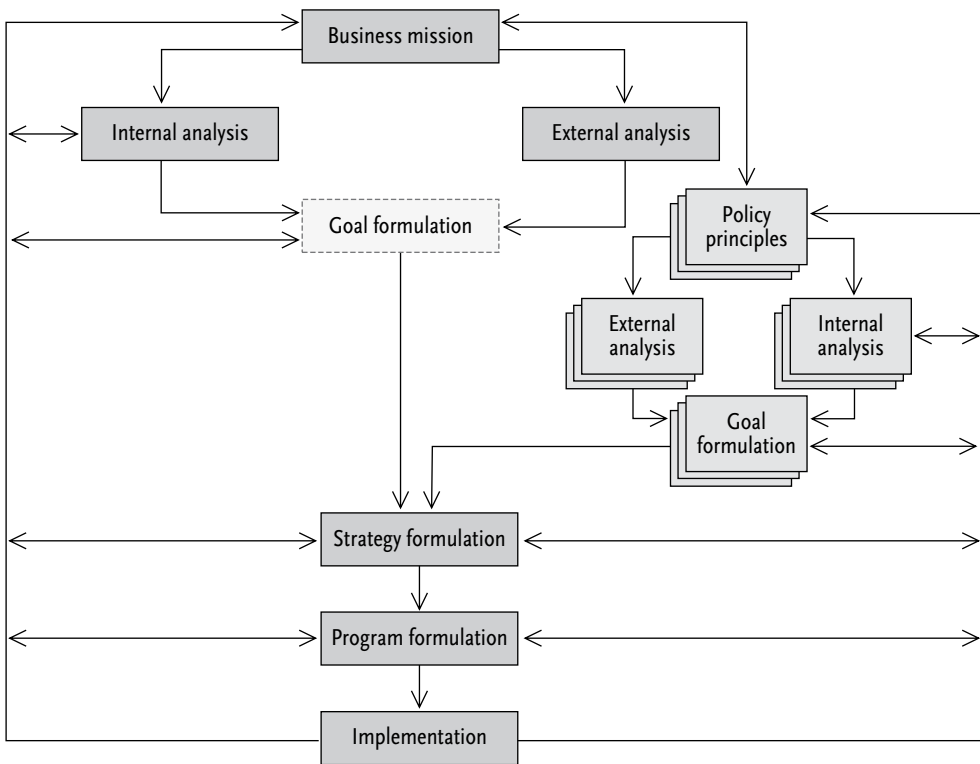 Business mission
Internal analysis
External analysis
Goal formulation
Policy
principles
External
analysis
Internal
analysis
Goal
formulation
Strategy formulation
Program formulation
Implementation